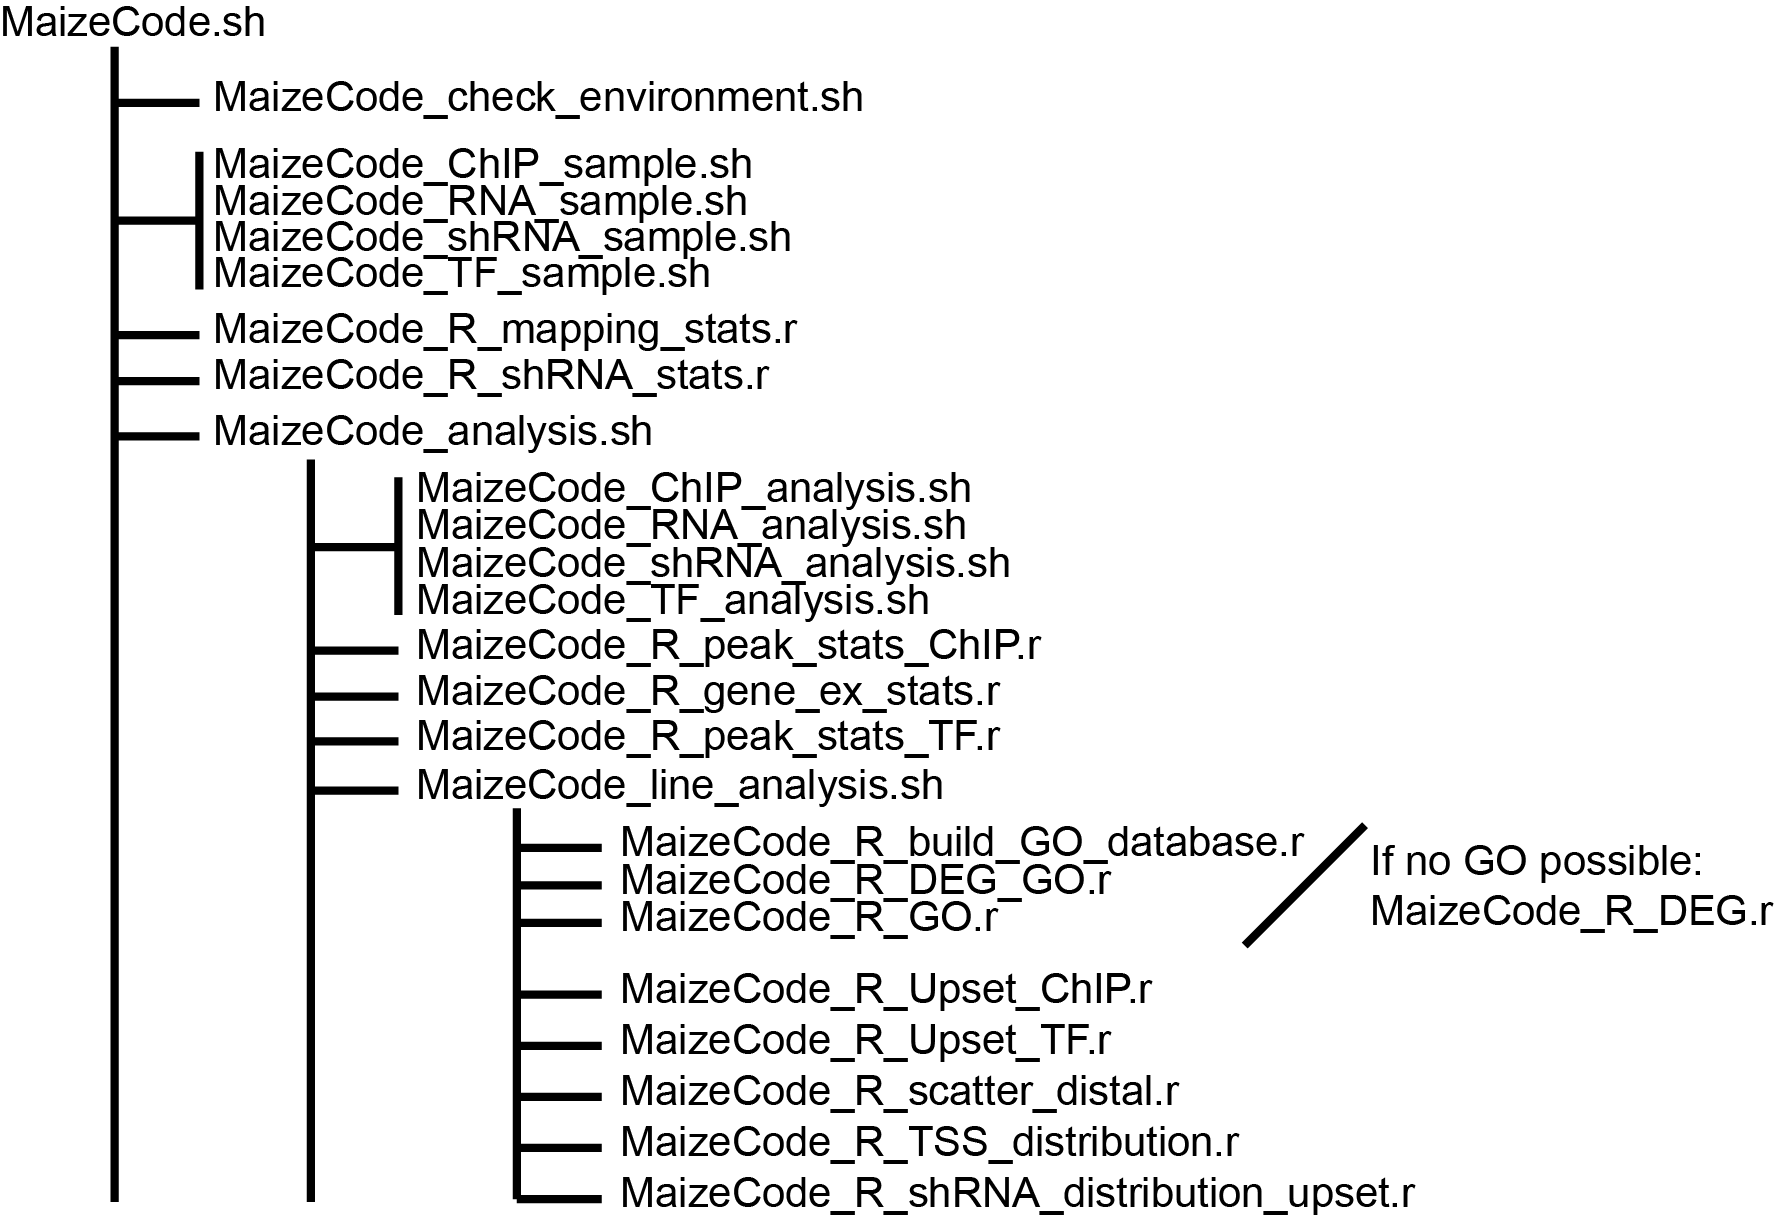 MaizeCode.sh
MaizeCode_check_environment.sh
MaizeCode_ChIP_sample.sh
MaizeCode_RNA_sample.sh
MaizeCode_shRNA_sample.sh
MaizeCode_TF_sample.sh
MaizeCode_R_mapping_stats.r
MaizeCode_R_shRNA_stats.r
MaizeCode_analysis.sh
MaizeCode_ChIP_analysis.sh
MaizeCode_RNA_analysis.sh
MaizeCode_shRNA_analysis.sh
MaizeCode_TF_analysis.sh
MaizeCode_R_peak_stats_ChIP.r
MaizeCode_R_gene_ex_stats.r
MaizeCode_R_peak_stats_TF.r
MaizeCode_line_analysis.sh
MaizeCode_R_build_GO_database.r
MaizeCode_R_DEG_GO.r
MaizeCode_R_GO.r
If no GO possible:
MaizeCode_R_DEG.r
MaizeCode_R_Upset_ChIP.r
MaizeCode_R_Upset_TF.r
MaizeCode_R_scatter_distal.r
MaizeCode_R_TSS_distribution.r
MaizeCode_R_shRNA_distribution_upset.r